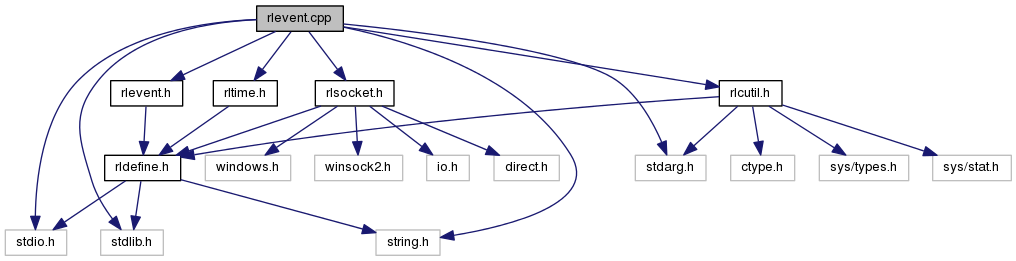 rlevent.cpp
rlevent.h
rltime.h
rlsocket.h
rlcutil.h
rldefine.h
windows.h
winsock2.h
io.h
direct.h
stdarg.h
ctype.h
sys/types.h
sys/stat.h
stdio.h
stdlib.h
string.h